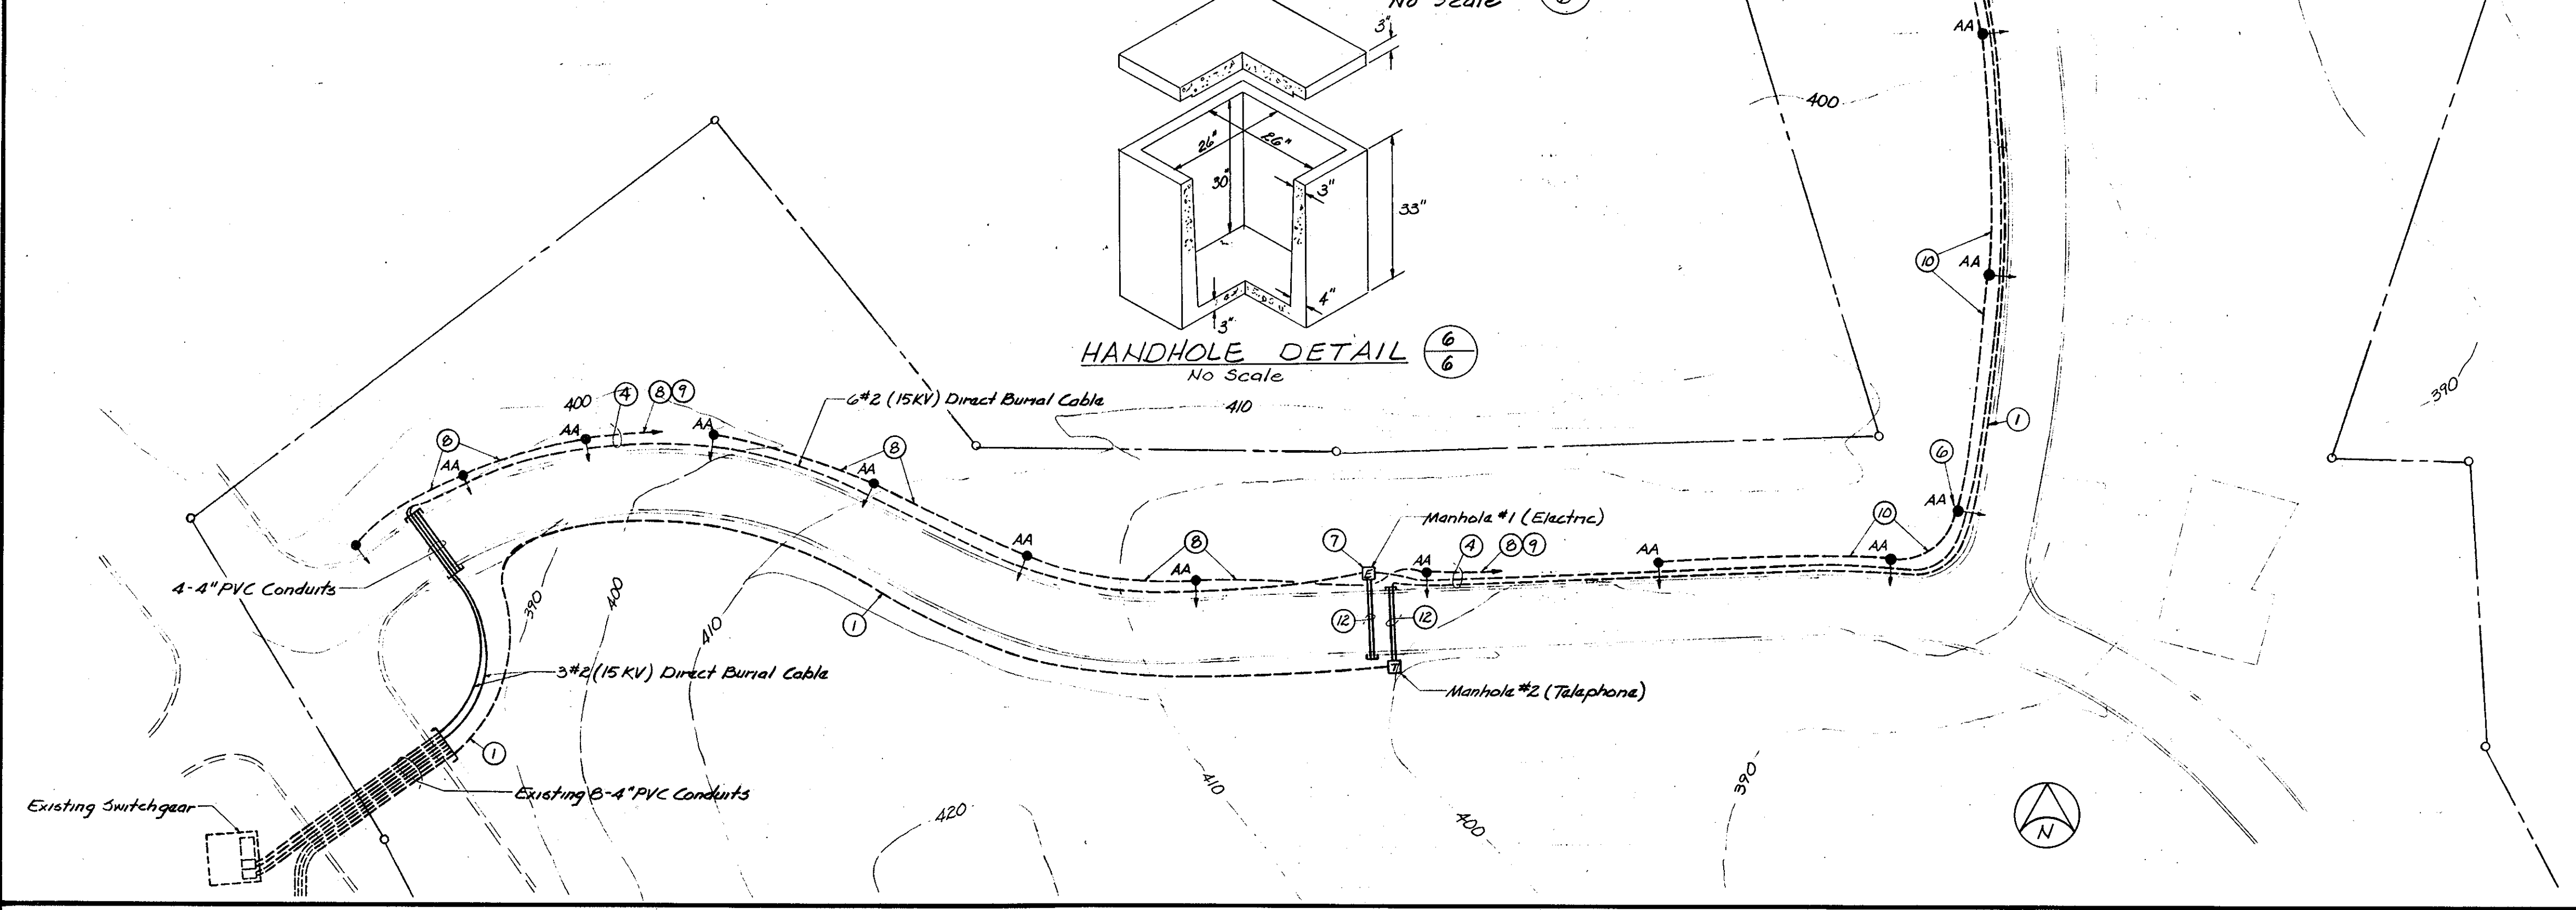 No Scale
3"
26"
26"
30"
3"
33"
4"
3"
HANDHOLE DETAIL
6
6
No Scale
AA
400
10
AA
1
6
AA
390
400
4
8 9
AA
AA
8
AA
6#2 (15KV) Direct Burial Cable
410
8
AA
AA
8
AA
7
Manhole #1 (Electric)
E
AA
4
8 9
AA
10
AA
12
12
T
Manhole #2 (Telephone)
4-4" PVC Conduits
390
400
410
1
3#2 (15 KV) Direct Burial Cable
1
Existing 8-4" PVC Conduits
Existing Switchgear
420
410
400
390
N